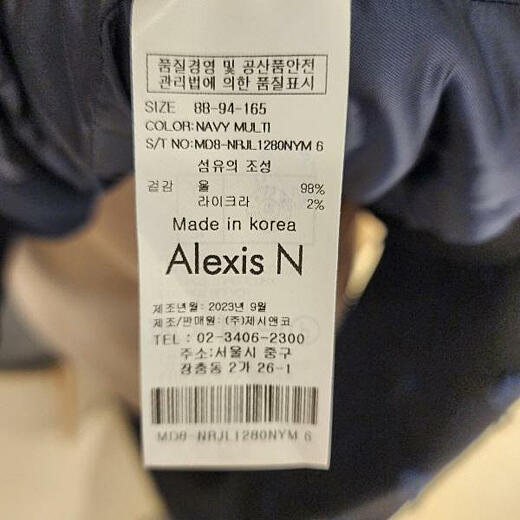 품질경영 및 공산품안전
관리법에 의한 품질표시
SIZE 88-94-165
COLOR:NAVY MULTI
S/T NO:MD8-NRJL1280NYM 6
섬유의 조성
겉감 울 98%
라이크라 2%
Made in korea
Alexis N
제조년월: 2023년 9월
제조/판매원: (주)제시앤코
TEL : 02-3406-2300
주소:서울시 중구
장충동 2가 26-1
MD8-NRJL1280NYM 6